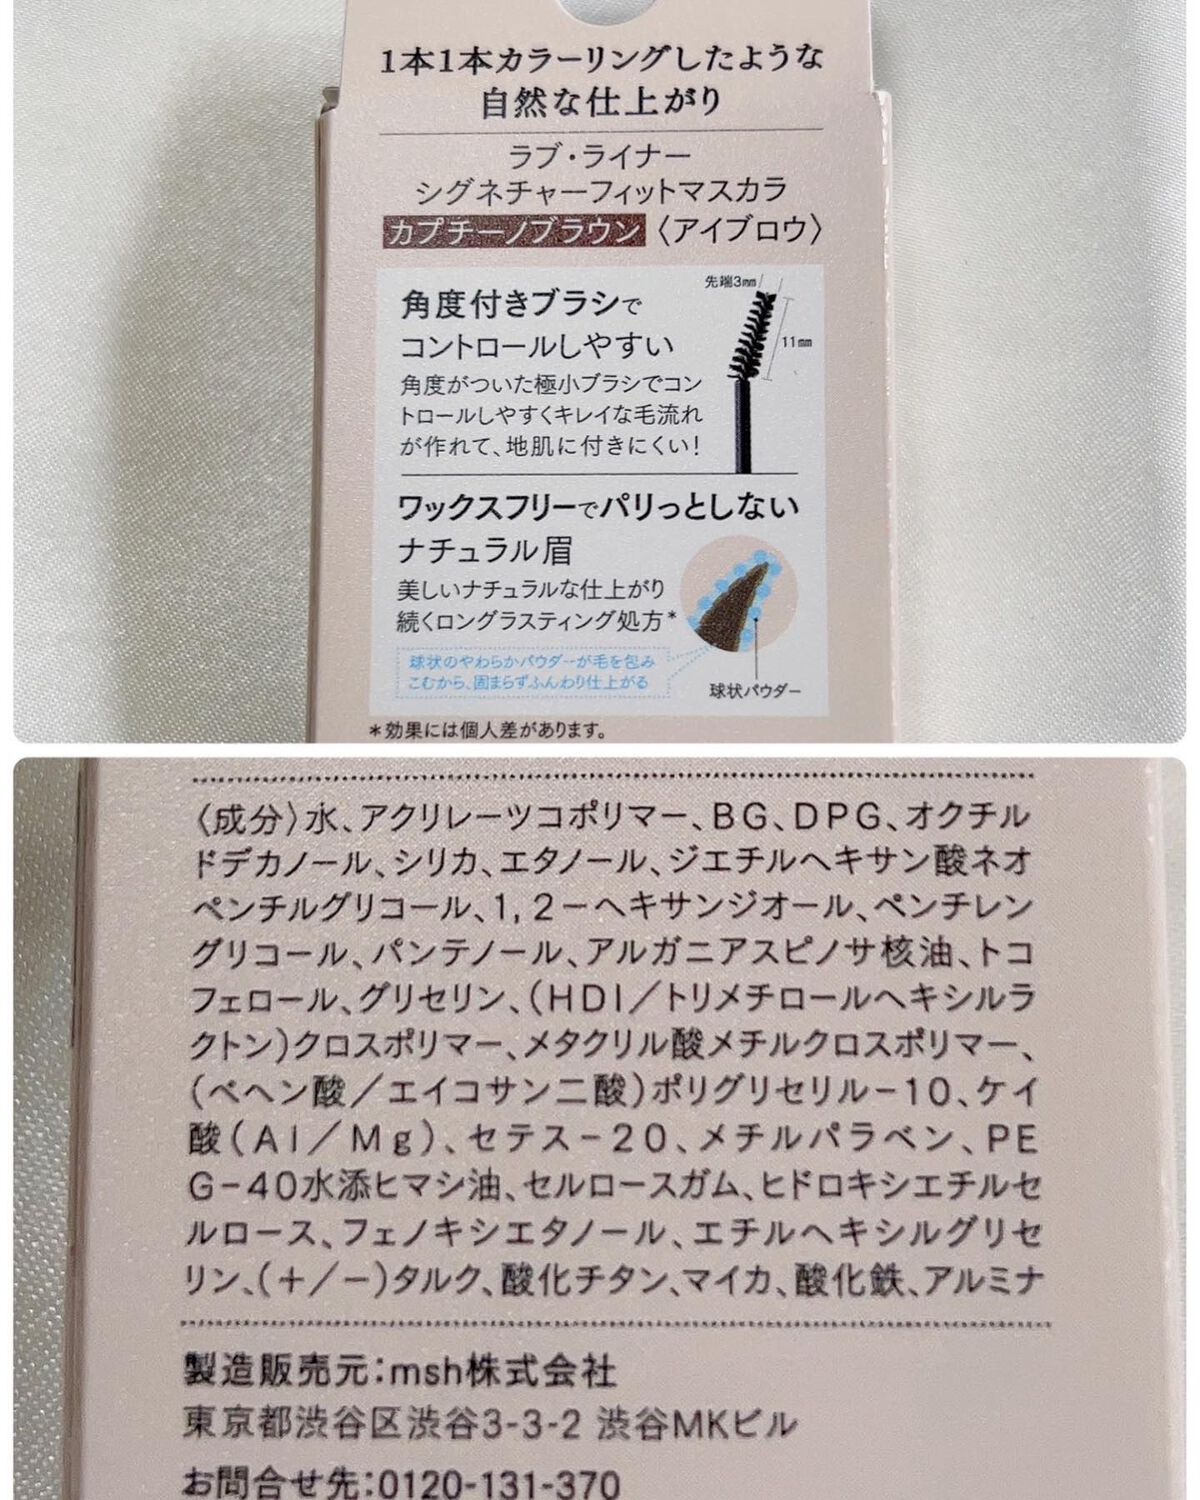 1本1本カラーリングしたような
自然な仕上がり
ラブ・ライナー
シグネチャーフィットマスカラ
カプチーノブラウン〈アイブロウ〉
角度付きブラシで
コントロールしやすい
角度がついた極小ブラシでコン
トロールしやすくキレイな毛流れ
が作れて、地肌に付きにくい!
先端3mm
11mm
ワックスフリーでパリっとしない
ナチュラル眉
美しいナチュラルな仕上がり
続くロングラスティング処方*
球状のやわらかパウダーが毛を包み
こむから、固まらずふんわり仕上がる
球状パウダー
*効果には個人差があります。
〈成分〉水、アクリレーツコポリマー、BG、DPG、オクチル
ドデカノール、シリカ、エタノール、ジエチルヘキサン酸ネオ
ペンチルグリコール、1,2-ヘキサンジオール、ペンチレン
グリコール、パンテノール、アルガニアスピノサ核油、トコ
フェロール、グリセリン、(HDI/トリメチロールヘキシルラ
クトン)クロスポリマー、メタクリル酸メチルクロスポリマー、
(ベヘン酸/エイコサン二酸)ポリグリセリル-10、ケイ
酸(Al/Mg)、セテス-20、メチルパラベン、PE
G-40水添ヒマシ油、セルロースガム、ヒドロキシエチルセ
ルロース、フェノキシエタノール、エチルヘキシルグリセ
リン、(+/-)タルク、酸化チタン、マイカ、酸化鉄、アルミナ
製造販売元:msh株式会社
東京都渋谷区渋谷3-3-2 渋谷MKビル
お問合せ先:0120-131-370